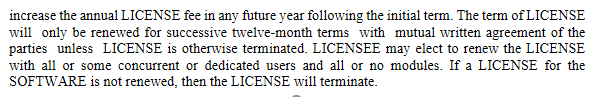 increase the annual LICENSE fee in any future year following the initial term. The term of LICENSE
will only be renewed for successive twelve-month terms with mutual written agreement of the
parties unless LICENSE is otherwise terminated. LICENSEE may elect to renew the LICENSE
with all or some concurrent or dedicated users and all or no modules. If a LICENSE for the
SOFTWARE is not renewed, then the LICENSE will terminate.